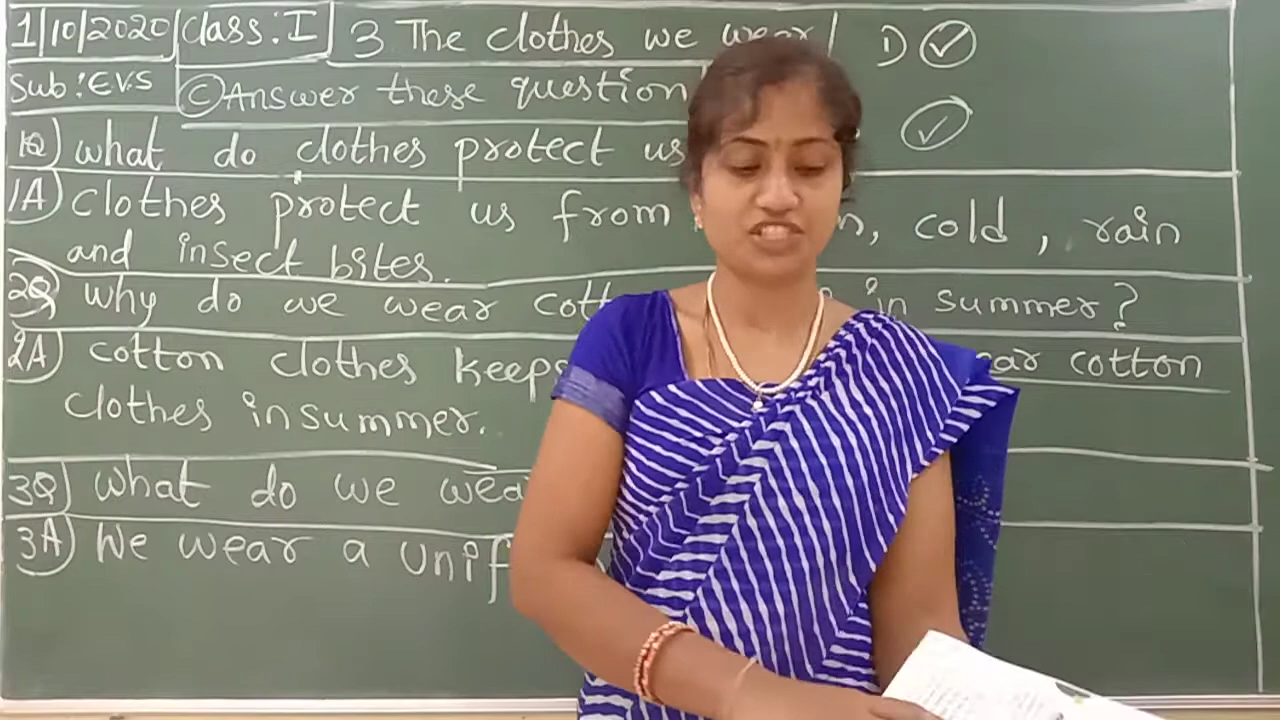 1/10/2020 Class: I 3 The clothes we wear D) ✓
Sub: EVS (C) Answer these question
1Q) what do clothes protect us
1A) Clothes protect us from n, cold, rain
and insect bites.
2Q) why do we wear cott in summer?
2A) cotton clothes keeps ar cotton
clothes in summer.
3Q) what do we wea
3A) We wear a unif